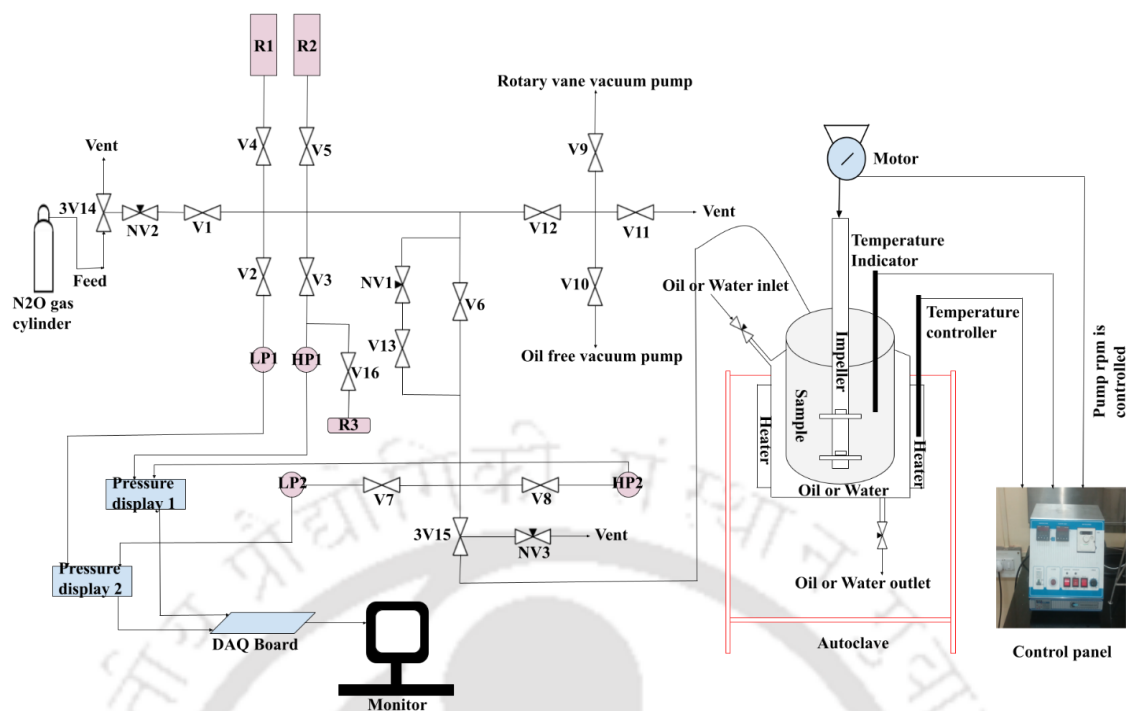 R1
R2
Rotary vane vacuum pump
V4
V5
V9
Vent
Motor
3V14
NV2
V1
V12
V11
Vent
Temperature
Indicator
Feed
N2O gas
cylinder
V2
V3
NV1
V6
V10
Oil or Water inlet
Temperature
controller
V13
Oil free vacuum pump
LP1
HP1
V16
Impeller
Pump rpm is
controlled
R3
Sample
Heater
Heater
Pressure
display 1
LP2
V7
V8
HP2
Oil or Water
3V15
NV3
Vent
Pressure
display 2
Oil or Water outlet
DAQ Board
Autoclave
Control panel
Monitor